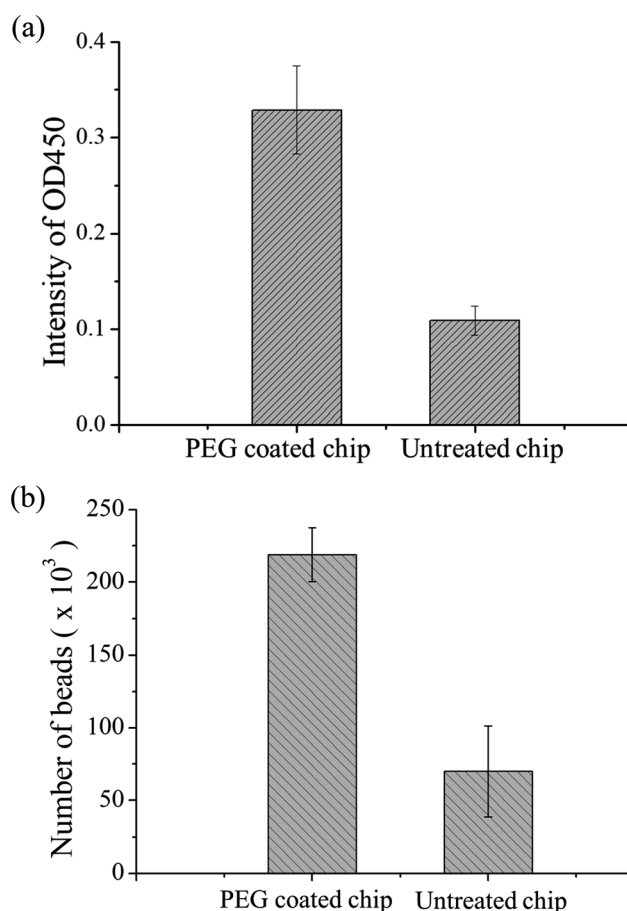 (a)
0.4
0.3
0.2
0.1
0.0
Intensity of OD450
PEG coated chip Untreated chip
(b)
250
200
150
100
50
0
Number of beads ( x 10³ )
PEG coated chip Untreated chip